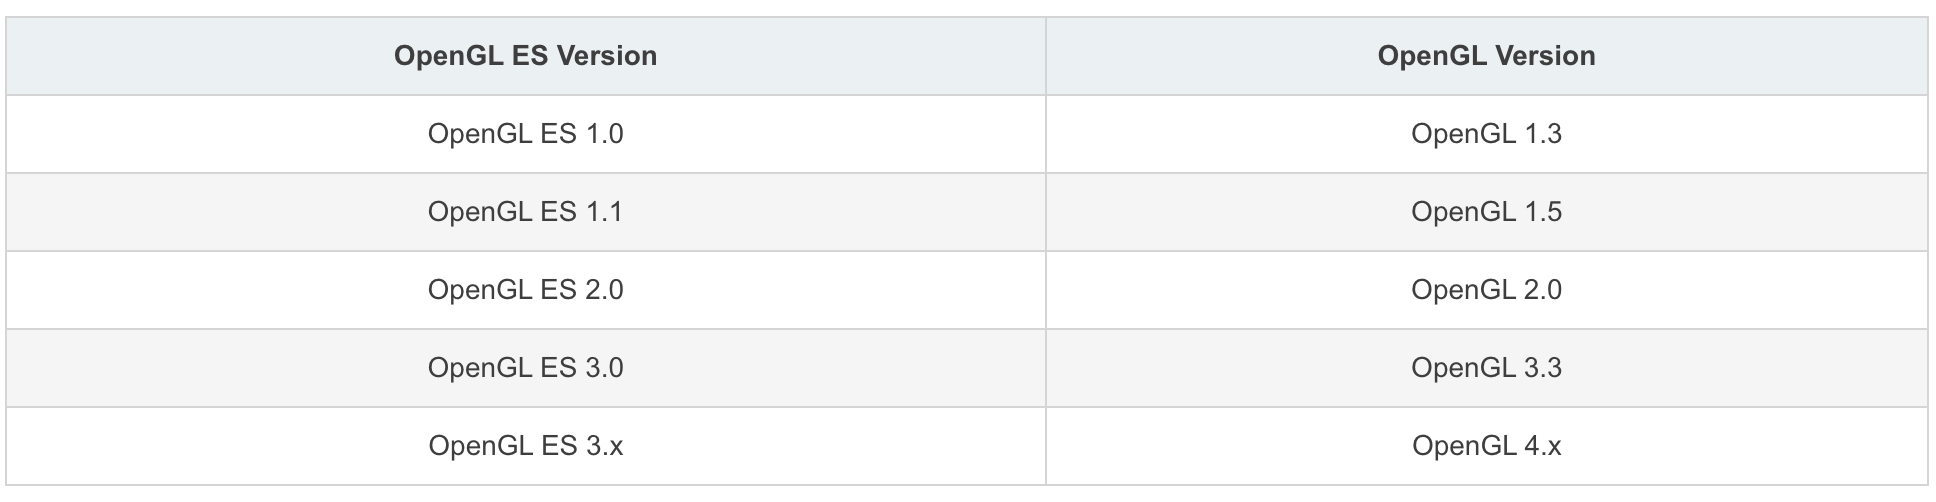 OpenGL ES Version OpenGL Version
OpenGL ES 1.0 OpenGL 1.3
OpenGL ES 1.1 OpenGL 1.5
OpenGL ES 2.0 OpenGL 2.0
OpenGL ES 3.0 OpenGL 3.3
OpenGL ES 3.x OpenGL 4.x